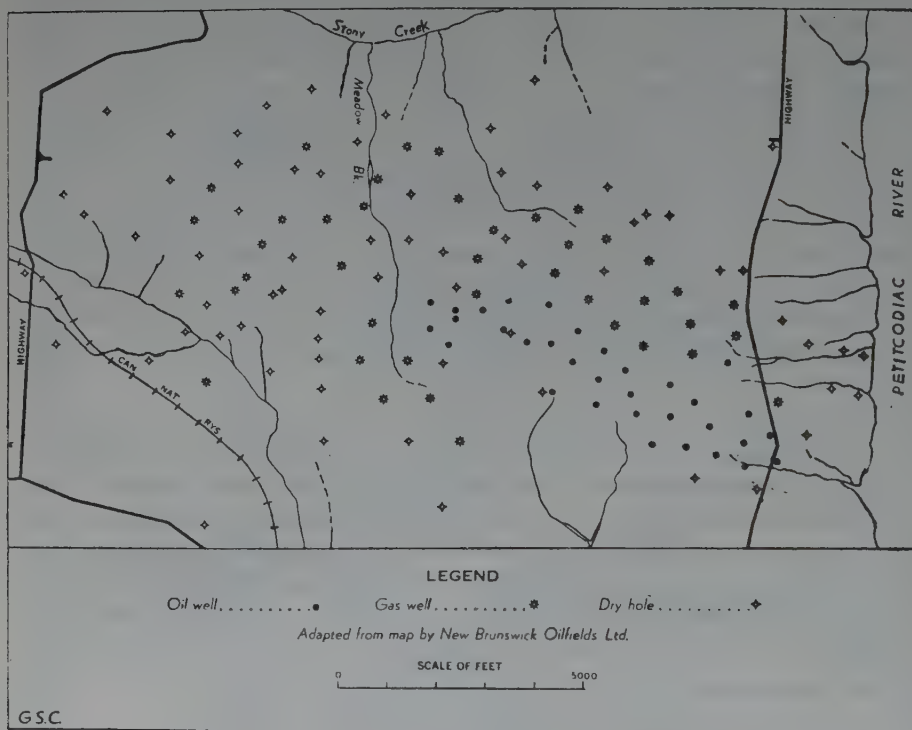 Stony Creek
Meadow Bk.
HIGHWAY
HIGHWAY
PETITCODIAC RIVER
CAN NAT RYS
LEGEND
Oil well.......... Gas well.......... Dry hole..........
Adapted from map by New Brunswick Oilfields Ltd.
SCALE OF FEET
0 5000
G S.C.